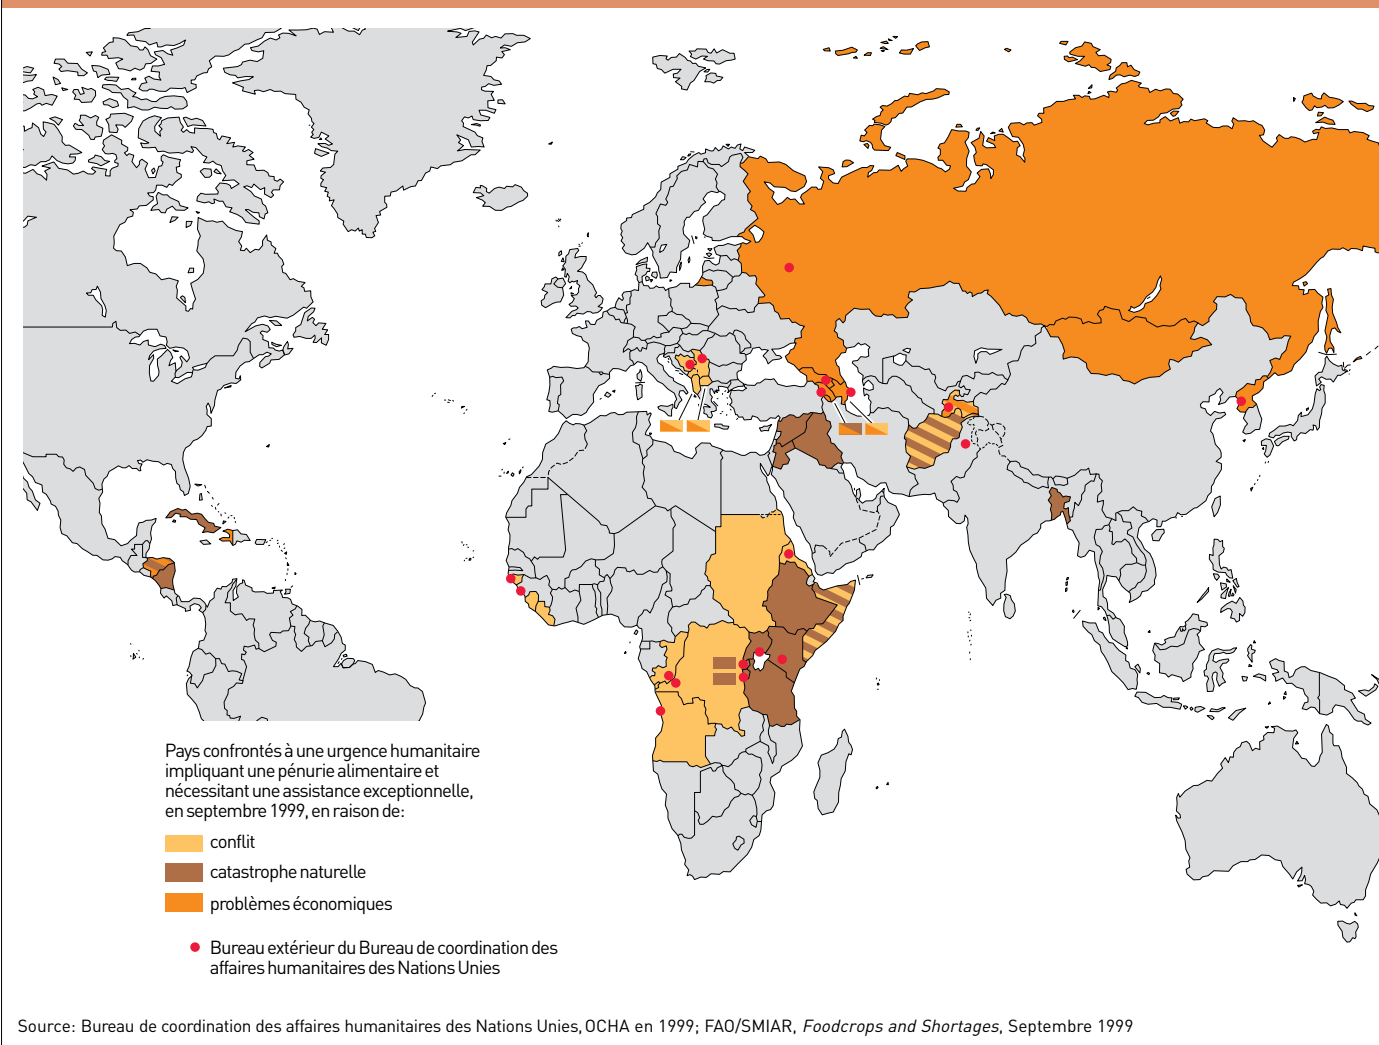 Pays confrontés à une urgence humanitaire
impliquant une pénurie alimentaire et
nécessitant une assistance exceptionnelle,
en septembre 1999, en raison de:
conflit
catastrophe naturelle
problèmes économiques
Bureau extérieur du Bureau de coordination des
affaires humanitaires des Nations Unies
Source: Bureau de coordination des affaires humanitaires des Nations Unies, OCHA en 1999; FAO/SMIAR, Foodcrops and Shortages, Septembre 1999